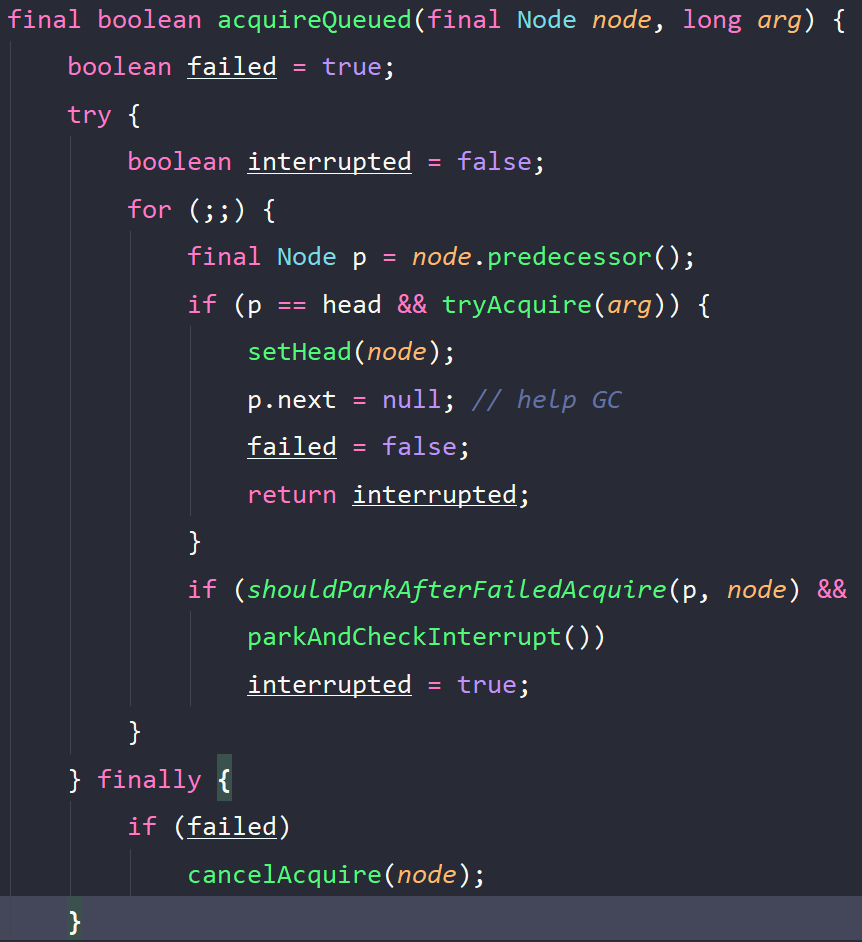 final boolean acquireQueued(final Node node, long arg) {
    boolean failed = true;
    try {
        boolean interrupted = false;
        for (;;) {
            final Node p = node.predecessor();
            if (p == head && tryAcquire(arg)) {
                setHead(node);
                p.next = null; // help GC
                failed = false;
                return interrupted;
            }
            if (shouldParkAfterFailedAcquire(p, node) &&
                parkAndCheckInterrupt())
                interrupted = true;
        }
    } finally {
        if (failed)
            cancelAcquire(node);
    }